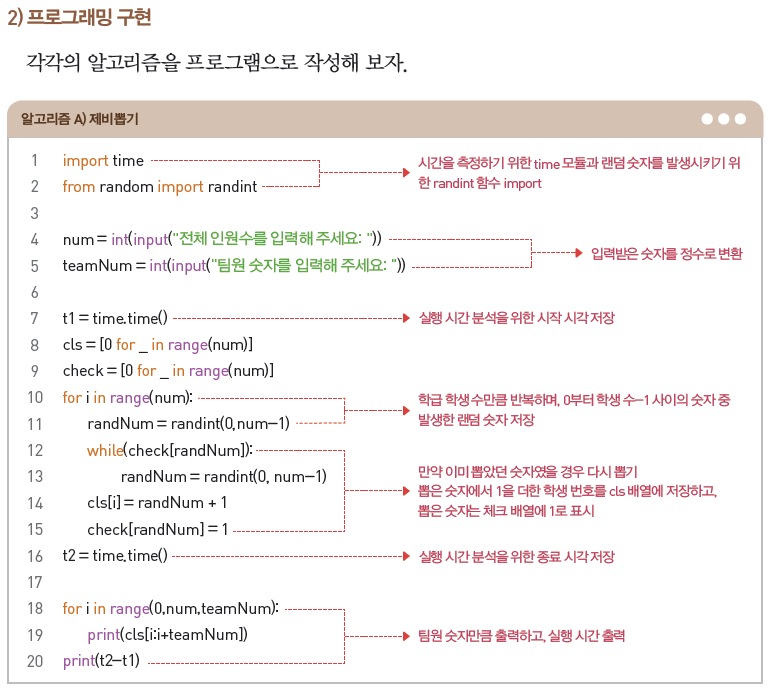 2) 프로그래밍 구현
각각의 알고리즘을 프로그램으로 작성해 보자.
알고리즘 A) 제비뽑기
1 import time
2 from random import randint
시간을 측정하기 위한 time 모듈과 랜덤 숫자를 발생시키기 위
한 randint 함수 import
3
4 num = int(input("전체 인원수를 입력해 주세요: "))
5 teamNum = int(input("팀원 숫자를 입력해 주세요: "))
입력받은 숫자를 정수로 변환
6
7 t1 = time.time()
실행 시간 분석을 위한 시작 시각 저장
8 cls = [0 for _ in range(num)]
9 check = [0 for _ in range(num)]
10 for i in range(num):
11 randNum = randint(0,num-1)
학급 학생 수만큼 반복하며, 0부터 학생 수-1 사이의 숫자 중
발생한 랜덤 숫자 저장
12 while(check[randNum]):
13 randNum = randint(0, num-1)
14 cls[i] = randNum + 1
15 check[randNum] = 1
만약 이미 뽑았던 숫자였을 경우 다시 뽑기
뽑은 숫자에서 1을 더한 학생 번호를 cls 배열에 저장하고,
뽑은 숫자는 체크 배열에 1로 표시
16 t2 = time.time()
실행 시간 분석을 위한 종료 시각 저장
17
18 for i in range(0,num,teamNum):
19 print(cls[i:i+teamNum])
20 print(t2-t1)
팀원 숫자만큼 출력하고, 실행 시간 출력